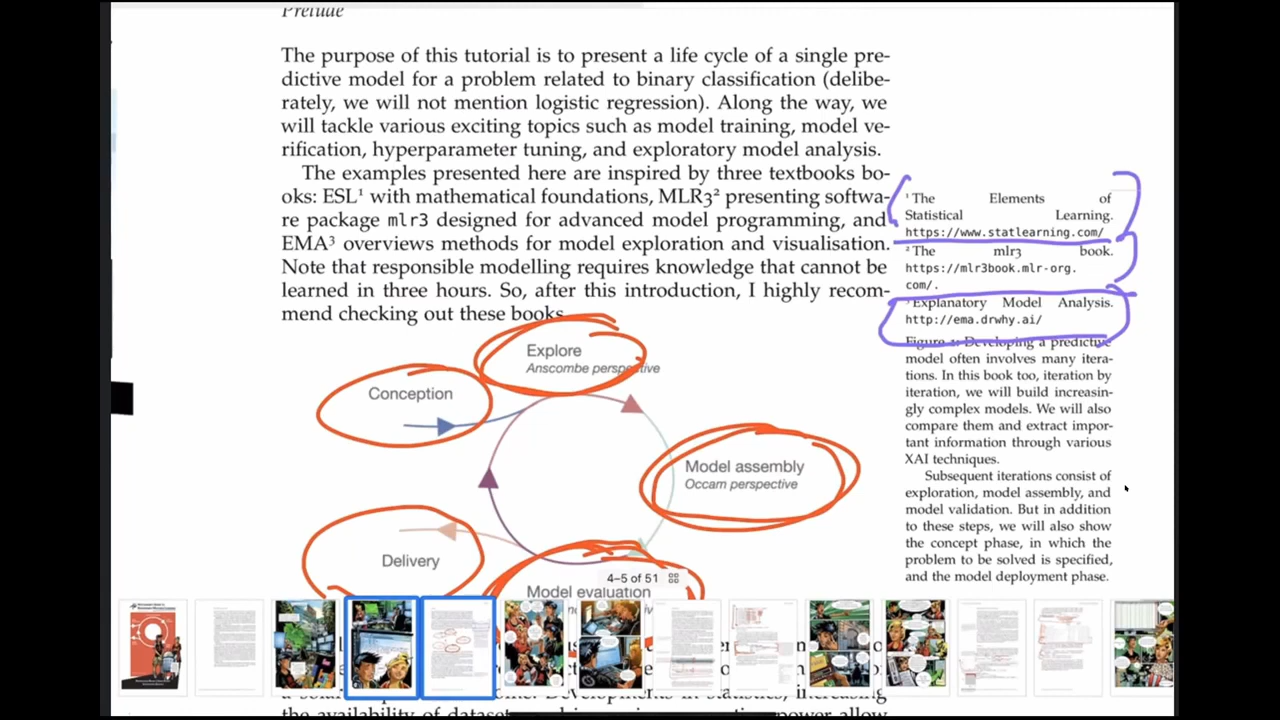 Prelude
The purpose of this tutorial is to present a life cycle of a single pre-
dictive model for a problem related to binary classification (delibe-
rately, we will not mention logistic regression). Along the way, we
will tackle various exciting topics such as model training, model ve-
rification, hyperparameter tuning, and exploratory model analysis.
The examples presented here are inspired by three textbooks bo-
oks: ESL¹ with mathematical foundations, MLR3² presenting softwa-
re package mlr3 designed for advanced model programming, and
EMA³ overviews methods for model exploration and visualisation.
Note that responsible modelling requires knowledge that cannot be
learned in three hours. So, after this introduction, I highly recom-
mend checking out these books.
¹ The Elements of
Statistical Learning.
https://www.statlearning.com/
² The mlr3 book.
https://mlr3book.mlr-org.
com/.
³ Explanatory Model Analysis.
http://ema.drwhy.ai/
Figure 1: Developing a predictive
model often involves many itera-
tions. In this book too, iteration by
iteration, we will build increasin-
gly complex models. We will also
compare them and extract impor-
tant information through various
XAI techniques.
Subsequent iterations consist of
exploration, model assembly, and
model validation. But in addition
to these steps, we will also show
the concept phase, in which the
problem to be solved is specified,
and the model deployment phase.
Explore
Anscombe perspective
Conception
Model assembly
Occam perspective
Delivery
4–5 of 51
Model evaluation
the availability of datasets power allow